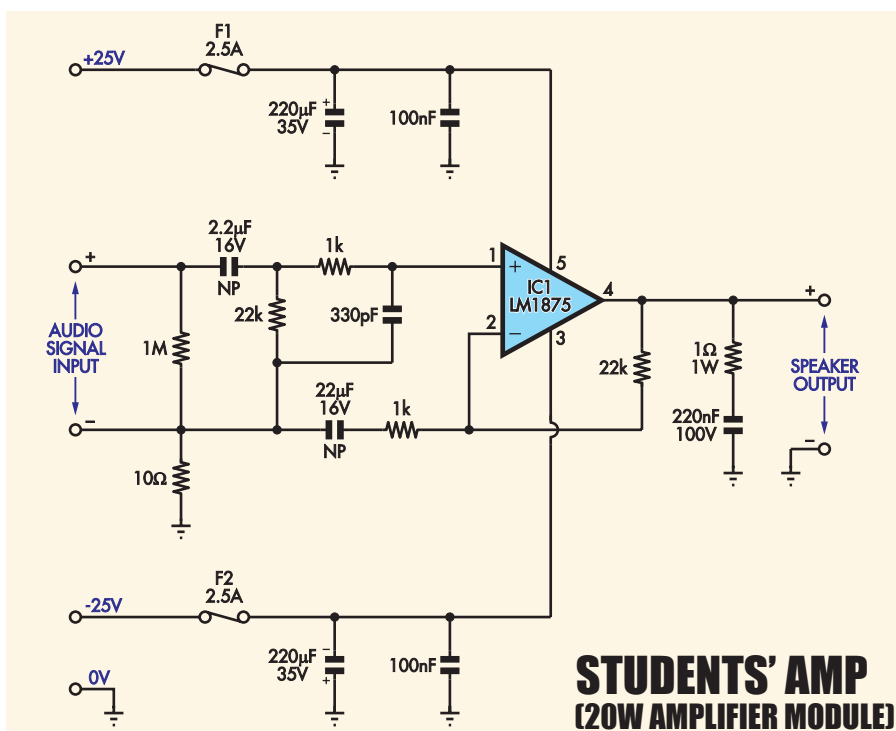 F1
2.5A
+25V
220µF
35V
+
–
100nF
2.2µF
16V
NP
1k
+
22k
330pF
1
+
5
IC1
LM1875
4
2
–
3
+
AUDIO
SIGNAL
INPUT
1M
22k
1Ω
1W
SPEAKER
OUTPUT
22µF
16V
NP
1k
220nF
100V
–
–
10Ω
F2
2.5A
-25V
220µF
35V
–
+
100nF
0V
STUDENTS’ AMP
(20W AMPLIFIER MODULE)